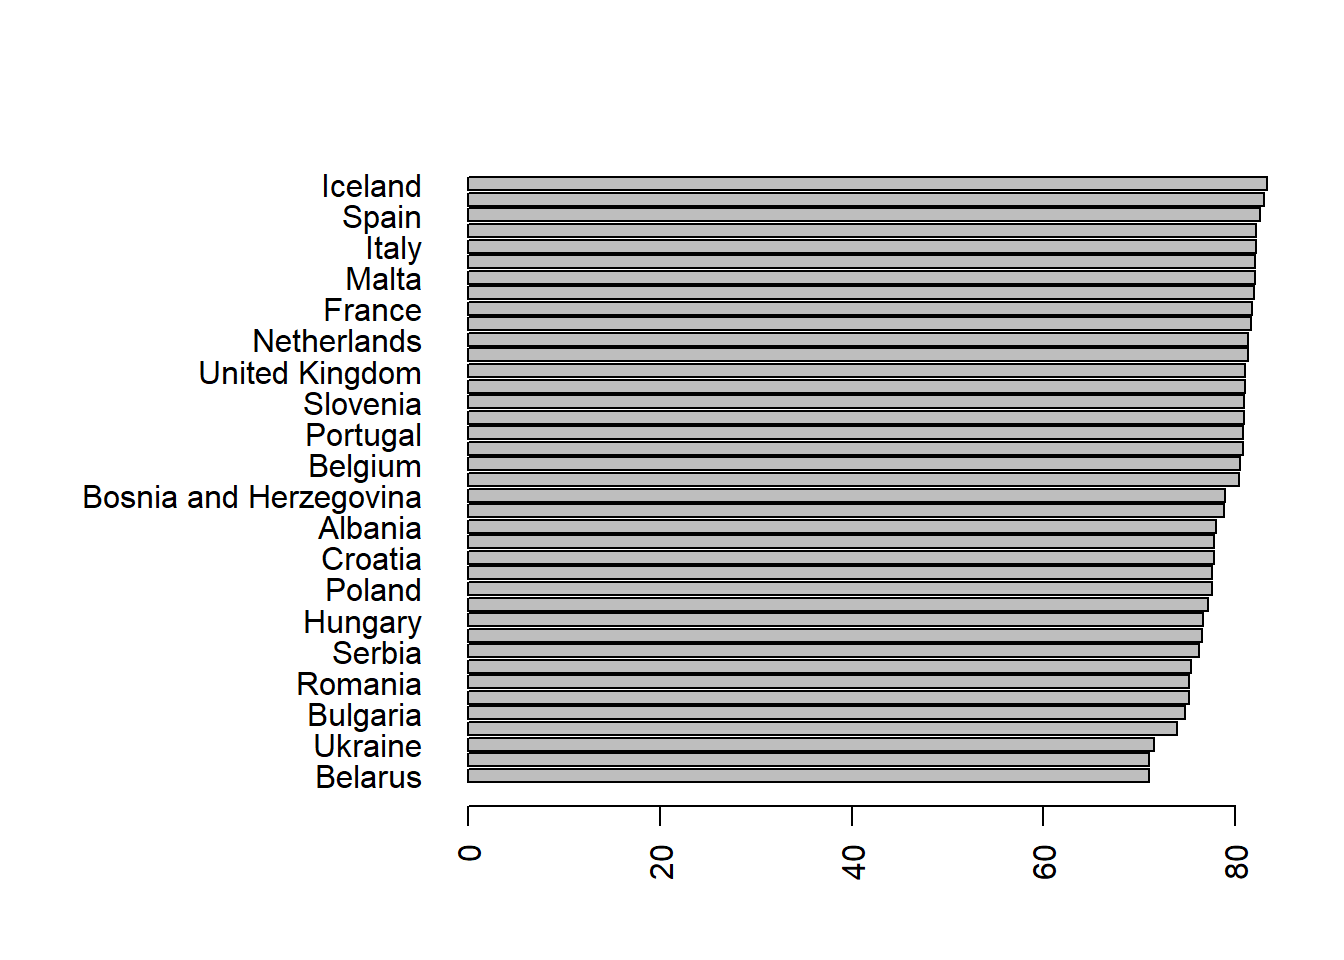 Iceland
Spain
Italy
Malta
France
Netherlands
United Kingdom
Slovenia
Portugal
Belgium
Bosnia and Herzegovina
Albania
Croatia
Poland
Hungary
Serbia
Romania
Bulgaria
Ukraine
Belarus
0 20 40 60 80